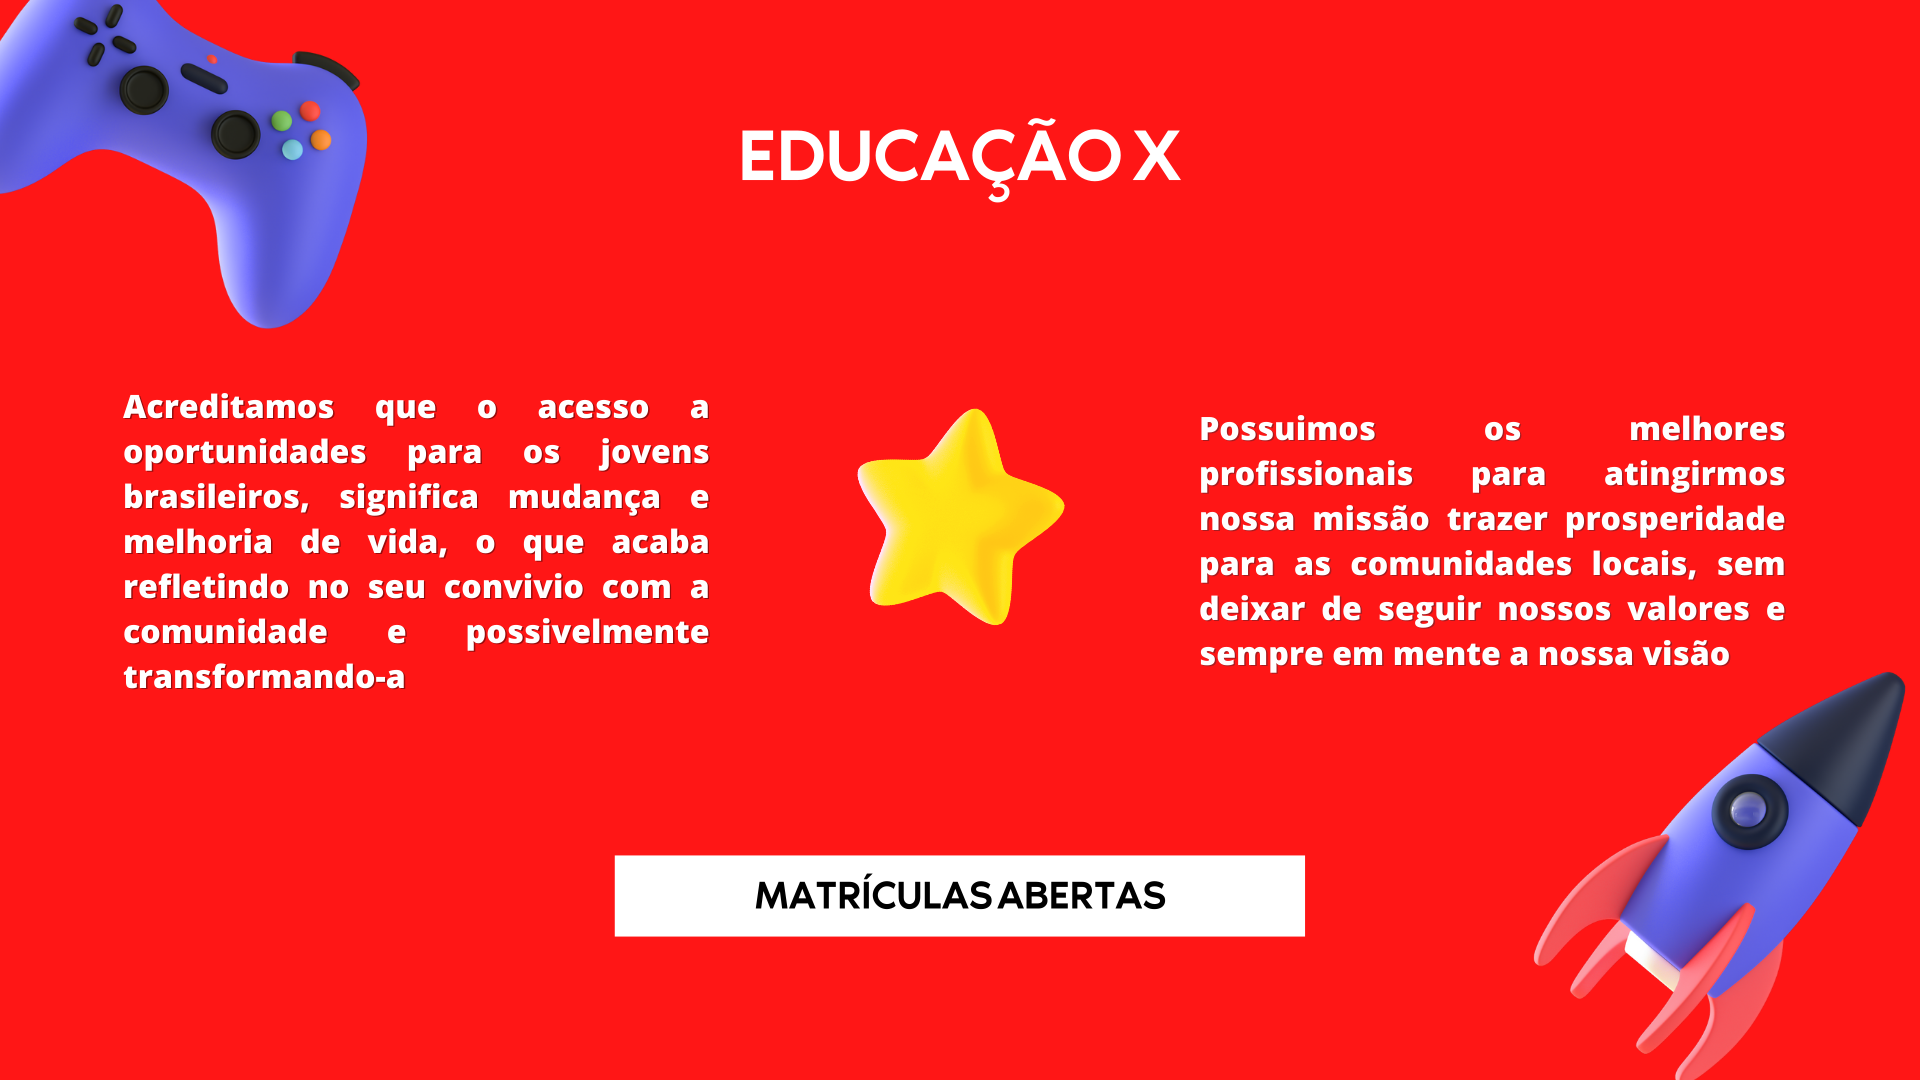 EDUCAÇÃO X
Acreditamos que o acesso a
oportunidades para os jovens
brasileiros, significa mudança e
melhoria de vida, o que acaba
refletindo no seu convivio com a
comunidade e possivelmente
transformando-a
Possuimos os melhores
profissionais para atingirmos
nossa missão trazer prosperidade
para as comunidades locais, sem
deixar de seguir nossos valores e
sempre em mente a nossa visão
MATRÍCULAS ABERTAS